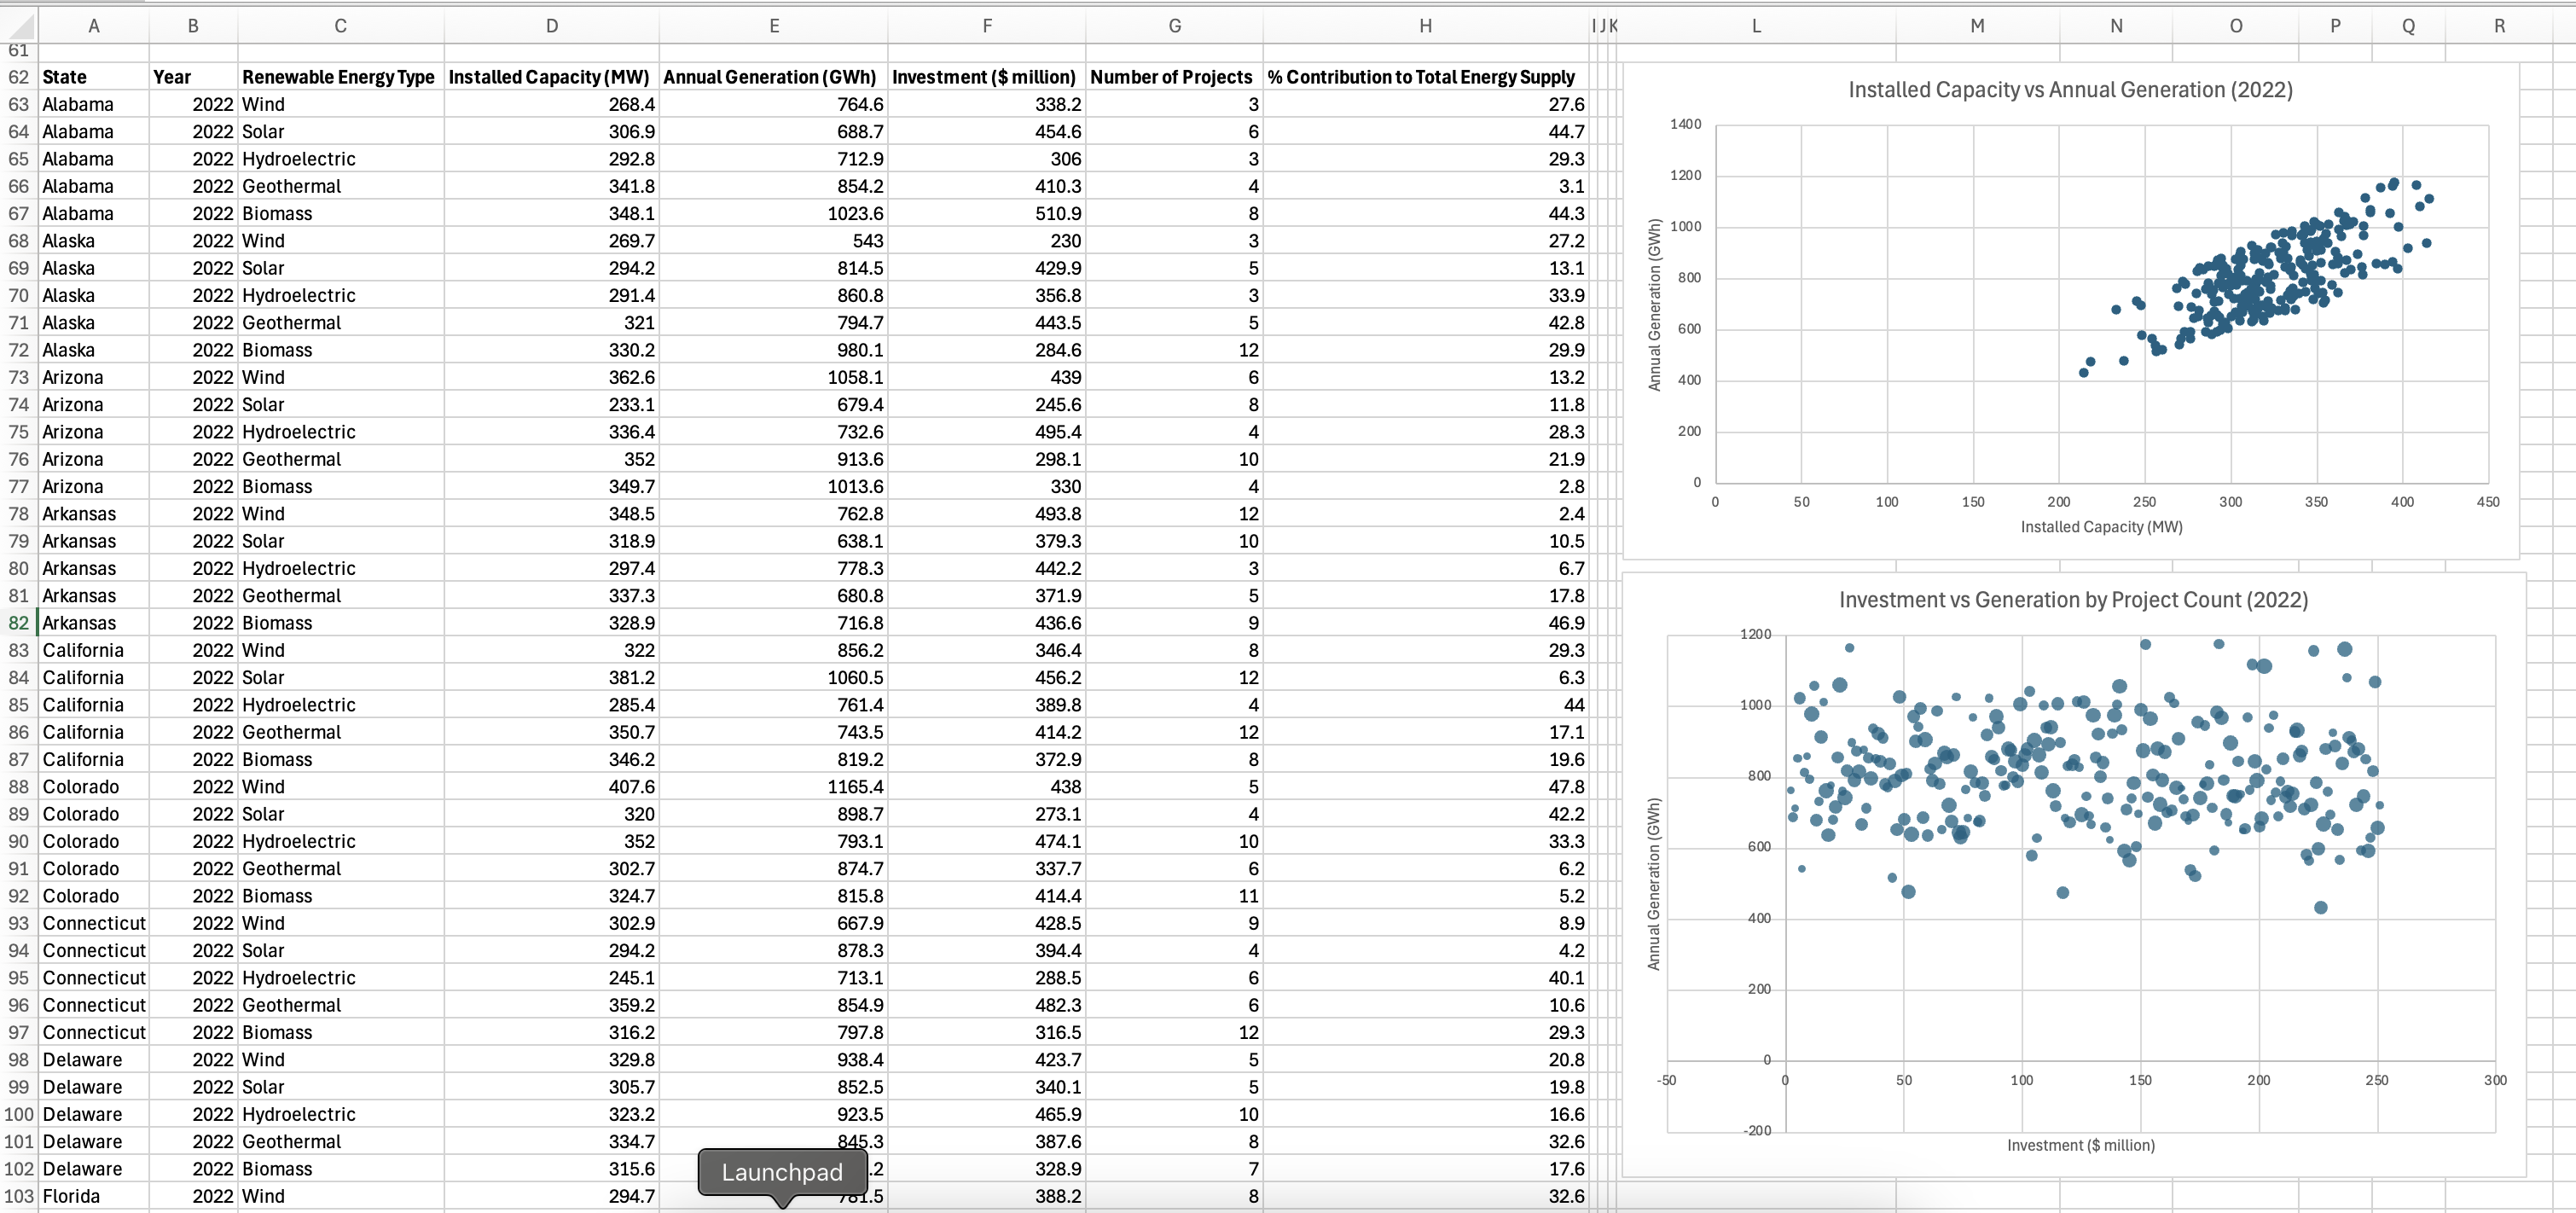 A B C D E F G H I J K L M N O P Q R
61
62 State Year Renewable Energy Type Installed Capacity (MW) Annual Generation (GWh) Investment ($ million) Number of Projects % Contribution to Total Energy Supply
63 Alabama 2022 Wind 268.4 764.6 338.2 3 27.6
64 Alabama 2022 Solar 306.9 688.7 454.6 6 44.7
65 Alabama 2022 Hydroelectric 292.8 712.9 306 3 29.3
66 Alabama 2022 Geothermal 341.8 854.2 410.3 4 3.1
67 Alabama 2022 Biomass 348.1 1023.6 510.9 8 44.3
68 Alaska 2022 Wind 269.7 543 230 3 27.2
69 Alaska 2022 Solar 294.2 814.5 429.9 5 13.1
70 Alaska 2022 Hydroelectric 291.4 860.8 356.8 3 33.9
71 Alaska 2022 Geothermal 321 794.7 443.5 5 42.8
72 Alaska 2022 Biomass 330.2 980.1 284.6 12 29.9
73 Arizona 2022 Wind 362.6 1058.1 439 6 13.2
74 Arizona 2022 Solar 233.1 679.4 245.6 8 11.8
75 Arizona 2022 Hydroelectric 336.4 732.6 495.4 4 28.3
76 Arizona 2022 Geothermal 352 913.6 298.1 10 21.9
77 Arizona 2022 Biomass 349.7 1013.6 330 4 2.8
78 Arkansas 2022 Wind 348.5 762.8 493.8 12 2.4
79 Arkansas 2022 Solar 318.9 638.1 379.3 10 10.5
80 Arkansas 2022 Hydroelectric 297.4 778.3 442.2 3 6.7
81 Arkansas 2022 Geothermal 337.3 680.8 371.9 5 17.8
82 Arkansas 2022 Biomass 328.9 716.8 436.6 9 46.9
83 California 2022 Wind 322 856.2 346.4 8 29.3
84 California 2022 Solar 381.2 1060.5 456.2 12 6.3
85 California 2022 Hydroelectric 285.4 761.4 389.8 4 44
86 California 2022 Geothermal 350.7 743.5 414.2 12 17.1
87 California 2022 Biomass 346.2 819.2 372.9 8 19.6
88 Colorado 2022 Wind 407.6 1165.4 438 5 47.8
89 Colorado 2022 Solar 320 898.7 273.1 4 42.2
90 Colorado 2022 Hydroelectric 352 793.1 474.1 10 33.3
91 Colorado 2022 Geothermal 302.7 874.7 337.7 6 6.2
92 Colorado 2022 Biomass 324.7 815.8 414.4 11 5.2
93 Connecticut 2022 Wind 302.9 667.9 428.5 9 8.9
94 Connecticut 2022 Solar 294.2 878.3 394.4 4 4.2
95 Connecticut 2022 Hydroelectric 245.1 713.1 288.5 6 40.1
96 Connecticut 2022 Geothermal 359.2 854.9 482.3 6 10.6
97 Connecticut 2022 Biomass 316.2 797.8 316.5 12 29.3
98 Delaware 2022 Wind 329.8 938.4 423.7 5 20.8
99 Delaware 2022 Solar 305.7 852.5 340.1 5 19.8
100 Delaware 2022 Hydroelectric 323.2 923.5 465.9 10 16.6
101 Delaware 2022 Geothermal 334.7 845.3 387.6 8 32.6
102 Delaware 2022 Biomass 315.6 .2 328.9 7 17.6
103 Florida 2022 Wind 294.7 781.5 388.2 8 32.6
Launchpad
Installed Capacity vs Annual Generation (2022)
1400
1200
1000
800
600
400
200
0
Annual Generation (GWh)
0 50 100 150 200 250 300 350 400 450
Installed Capacity (MW)
Investment vs Generation by Project Count (2022)
1200
1000
800
600
400
200
0
Annual Generation (GWh)
-50 0 50 100 150 200 250 300
-200
Investment ($ million)